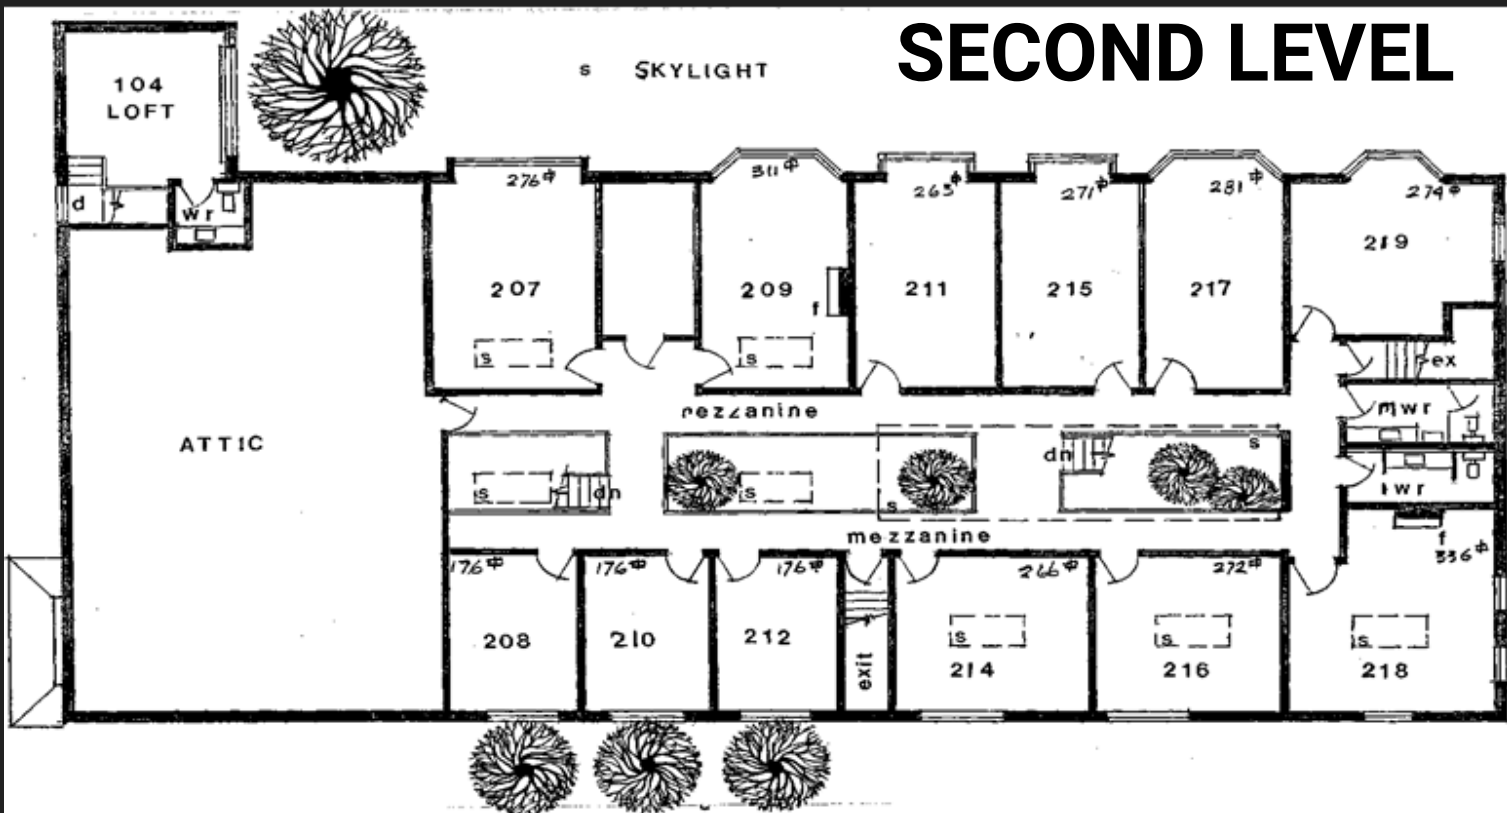 SECOND LEVEL
s SKYLIGHT
104
LOFT
d
wr
276⌽
311⌽
263⌽
271⌽
281⌽
274⌽
219
207
209
211
215
217
f
s
s
ex
mezzanine
mwr
ATTIC
s
dn
s
s
dn
s
wr
mezzanine
f
336⌽
176⌽
176⌽
176⌽
266⌽
272⌽
208
210
212
exit
s
214
s
216
s
218